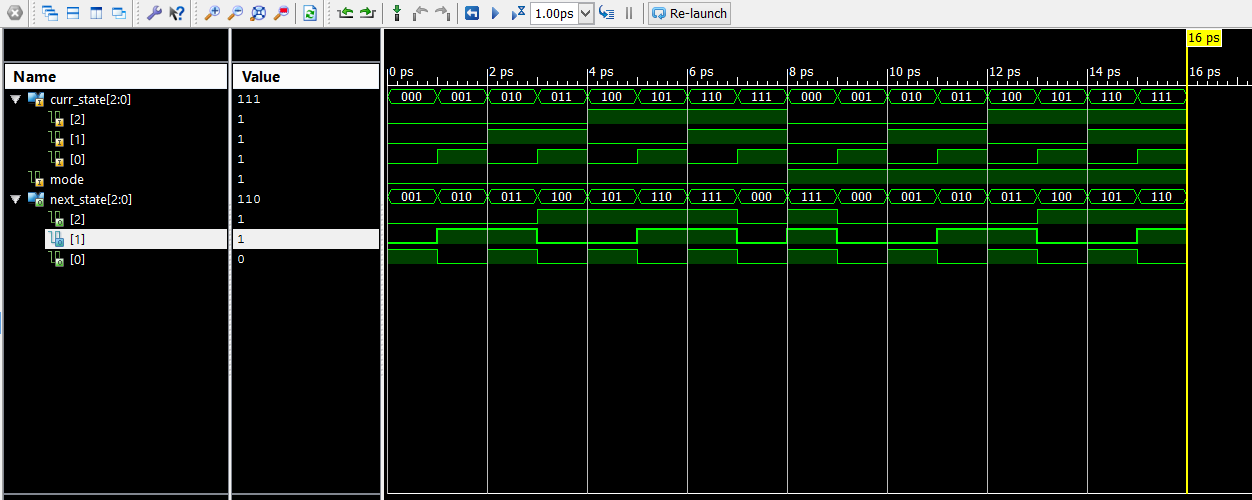 1.00ps Re-launch
16 ps
Name Value
0 ps 2 ps 4 ps 6 ps 8 ps 10 ps 12 ps 14 ps 16 ps
curr_state[2:0] 111 000 001 010 011 100 101 110 111 000 001 010 011 100 101 110 111
[2] 1
[1] 1
[0] 1
mode 1
next_state[2:0] 110 001 010 011 100 101 110 111 000 111 000 001 010 011 100 101 110
[2] 1
[1] 1
[0] 0